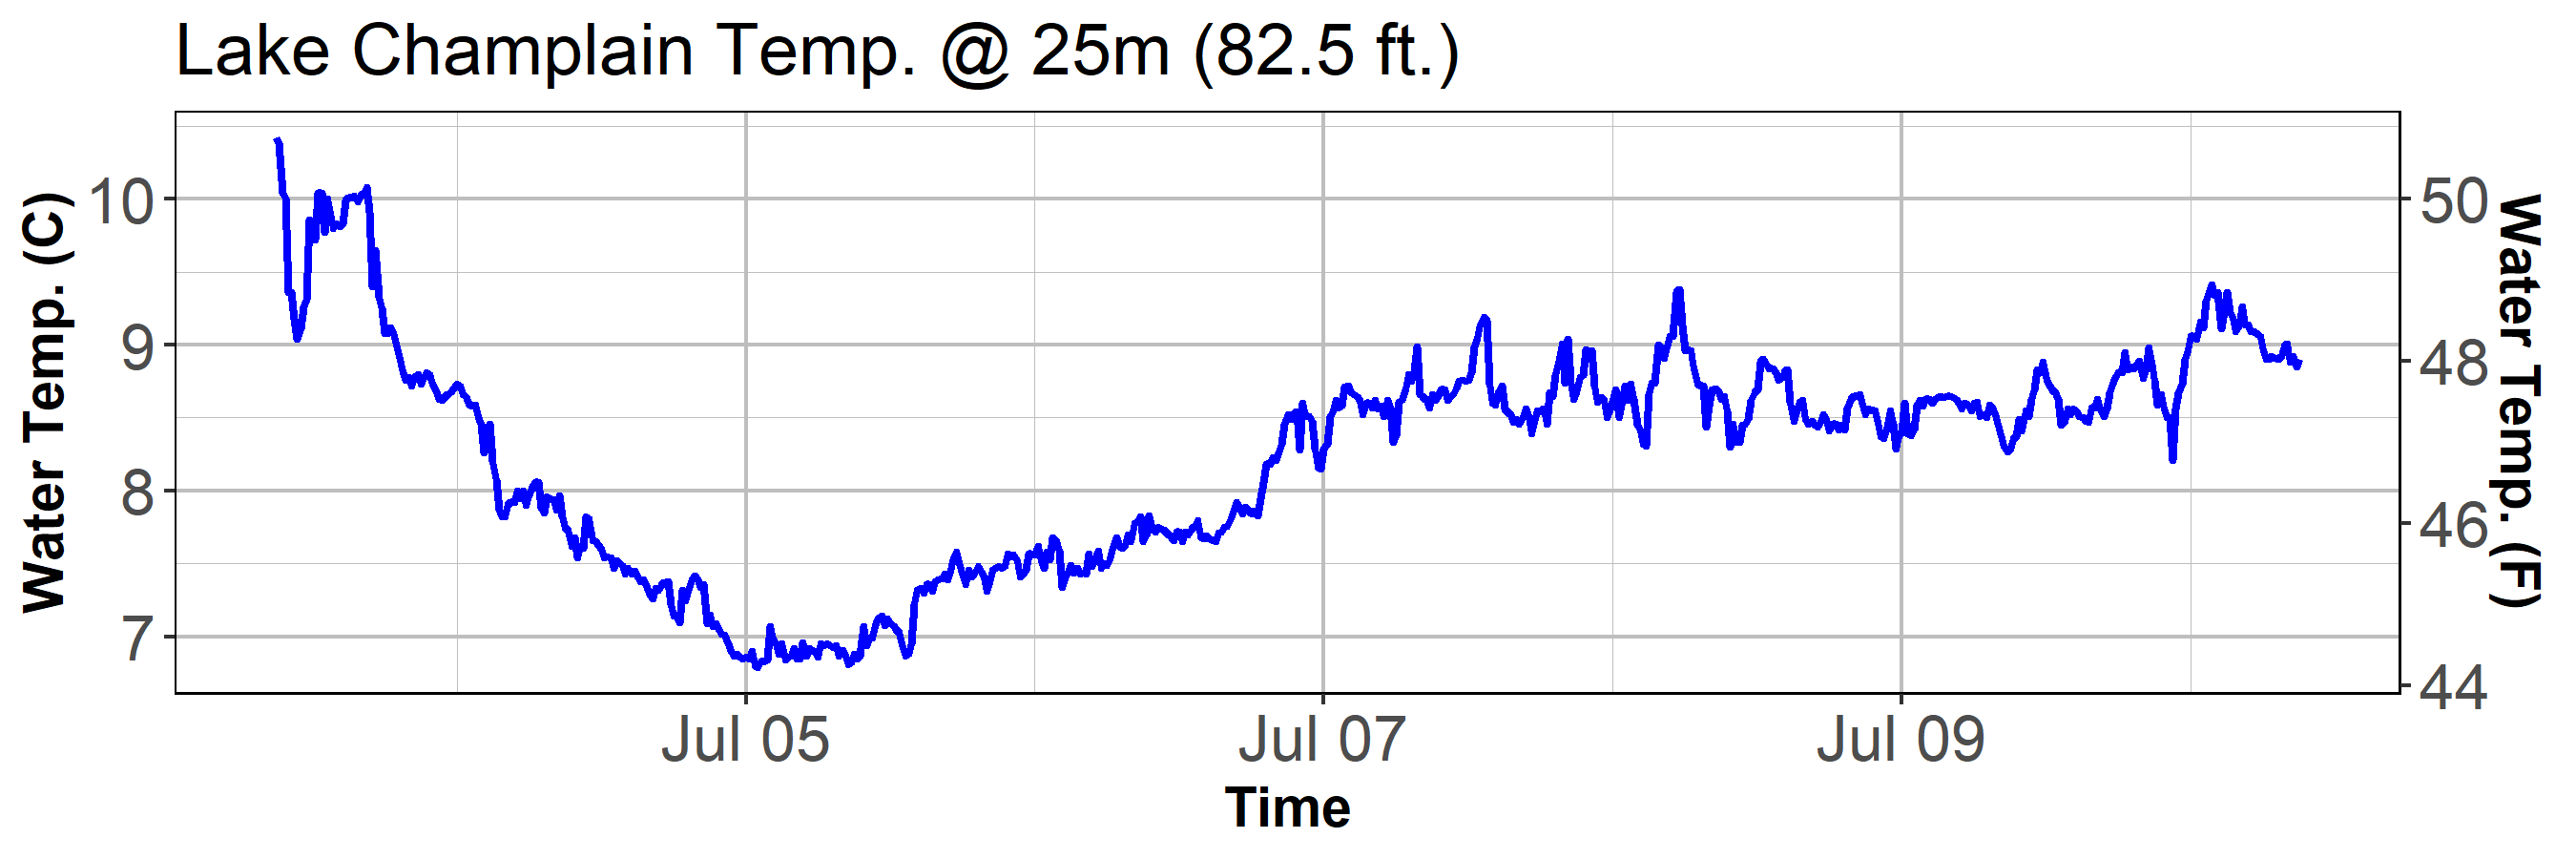 Lake Champlain Temp. @ 25m (82.5 ft.)
Water Temp. (C)
10
9
8
7
50
48
46
44
Water Temp. (F)
Jul 05
Jul 07
Jul 09
Time